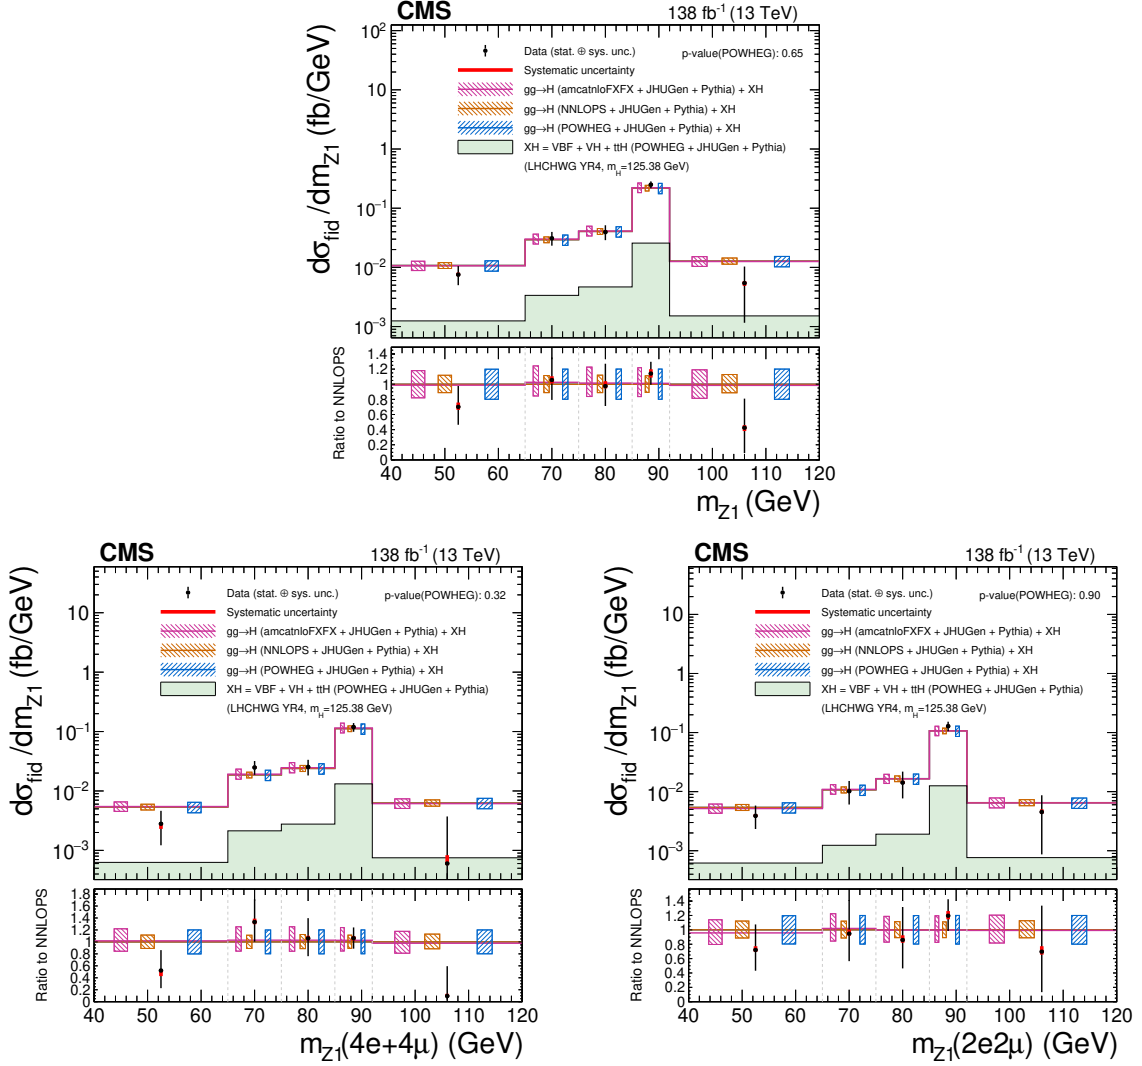 CMS 138 fb⁻¹ (13 TeV)
dσ_fid/dm_Z1 (fb/GeV)
10²
10
1
10⁻¹
10⁻²
10⁻³
Data (stat. ⊕ sys. unc.) p-value(POWHEG): 0.65
Systematic uncertainty
gg→H (amcatnloFXFX + JHUGen + Pythia) + XH
gg→H (NNLOPS + JHUGen + Pythia) + XH
gg→H (POWHEG + JHUGen + Pythia) + XH
XH = VBF + VH + ttH (POWHEG + JHUGen + Pythia)
(LHCHWG YR4, m_H=125.38 GeV)
Ratio to NNLOPS
1.4
1.2
1
0.8
0.6
0.4
0.2
0
40 50 60 70 80 90 100 110 120
m_Z1 (GeV)
CMS 138 fb⁻¹ (13 TeV)
dσ_fid/dm_Z1 (fb/GeV)
10
1
10⁻¹
10⁻²
10⁻³
Data (stat. ⊕ sys. unc.) p-value(POWHEG): 0.32
Systematic uncertainty
gg→H (amcatnloFXFX + JHUGen + Pythia) + XH
gg→H (NNLOPS + JHUGen + Pythia) + XH
gg→H (POWHEG + JHUGen + Pythia) + XH
XH = VBF + VH + ttH (POWHEG + JHUGen + Pythia)
(LHCHWG YR4, m_H=125.38 GeV)
Ratio to NNLOPS
1.8
1.6
1.4
1.2
1
0.8
0.6
0.4
0.2
0
40 50 60 70 80 90 100 110 120
m_Z1(4e+4μ) (GeV)
CMS 138 fb⁻¹ (13 TeV)
dσ_fid/dm_Z1 (fb/GeV)
10
1
10⁻¹
10⁻²
10⁻³
Data (stat. ⊕ sys. unc.) p-value(POWHEG): 0.90
Systematic uncertainty
gg→H (amcatnloFXFX + JHUGen + Pythia) + XH
gg→H (NNLOPS + JHUGen + Pythia) + XH
gg→H (POWHEG + JHUGen + Pythia) + XH
XH = VBF + VH + ttH (POWHEG + JHUGen + Pythia)
(LHCHWG YR4, m_H=125.38 GeV)
Ratio to NNLOPS
1.4
1.2
1
0.8
0.6
0.4
0.2
0
40 50 60 70 80 90 100 110 120
m_Z1(2e2μ) (GeV)